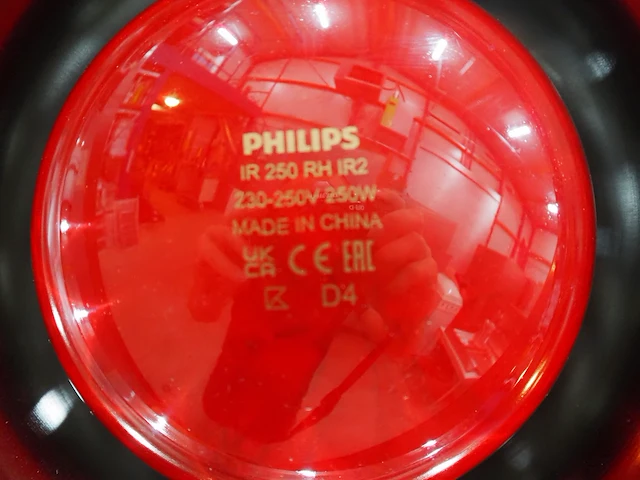 PHILIPS
IR 250 RH IR2
230-250V 250W
MADE IN CHINA
UK CA CE EAC
K D4